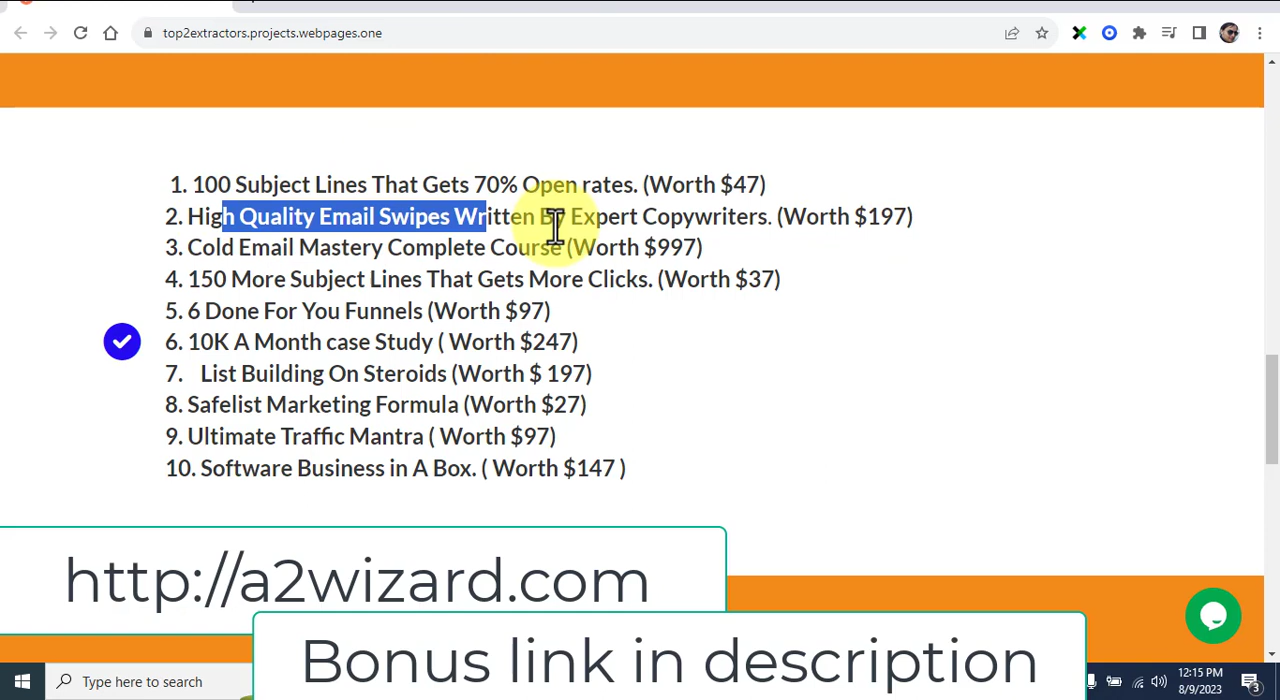 top2extractors.projects.webpages.one
1. 100 Subject Lines That Gets 70% Open rates. (Worth $47)
2. High Quality Email Swipes Written By Expert Copywriters. (Worth $197)
3. Cold Email Mastery Complete Course (Worth $997)
4. 150 More Subject Lines That Gets More Clicks. (Worth $37)
5. 6 Done For You Funnels (Worth $97)
6. 10K A Month case Study ( Worth $247)
7. List Building On Steroids (Worth $ 197)
8. Safelist Marketing Formula (Worth $27)
9. Ultimate Traffic Mantra ( Worth $97)
10. Software Business in A Box. ( Worth $147 )
http://a2wizard.com
Bonus link in description
Type here to search
12:15 PM
8/9/2023
3